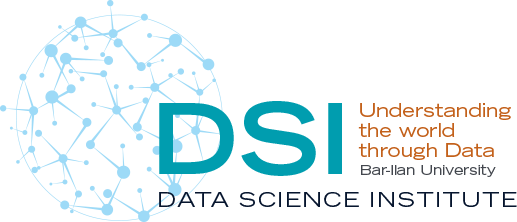 DSI
Understanding
the world
through Data
Bar-Ilan University
DATA SCIENCE INSTITUTE